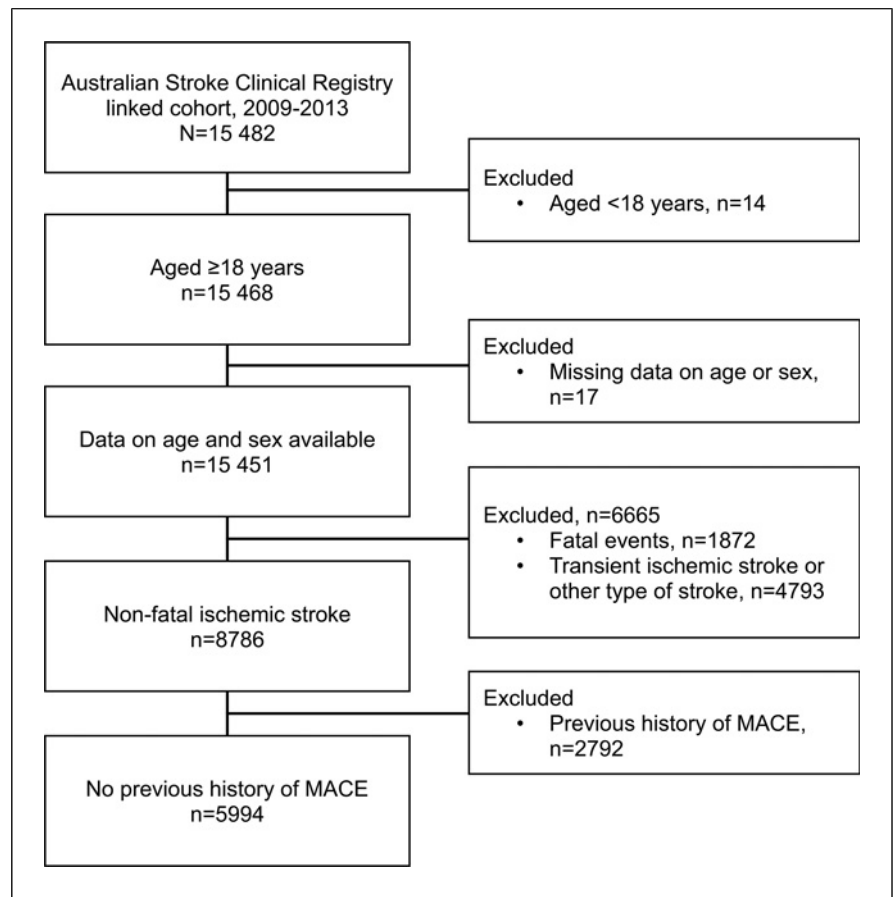 Australian Stroke Clinical Registry
linked cohort, 2009-2013
N=15 482
Excluded
• Aged <18 years, n=14
Aged ≥18 years
n=15 468
Excluded
• Missing data on age or sex,
n=17
Data on age and sex available
n=15 451
Excluded, n=6665
• Fatal events, n=1872
• Transient ischemic stroke or
other type of stroke, n=4793
Non-fatal ischemic stroke
n=8786
Excluded
• Previous history of MACE,
n=2792
No previous history of MACE
n=5994